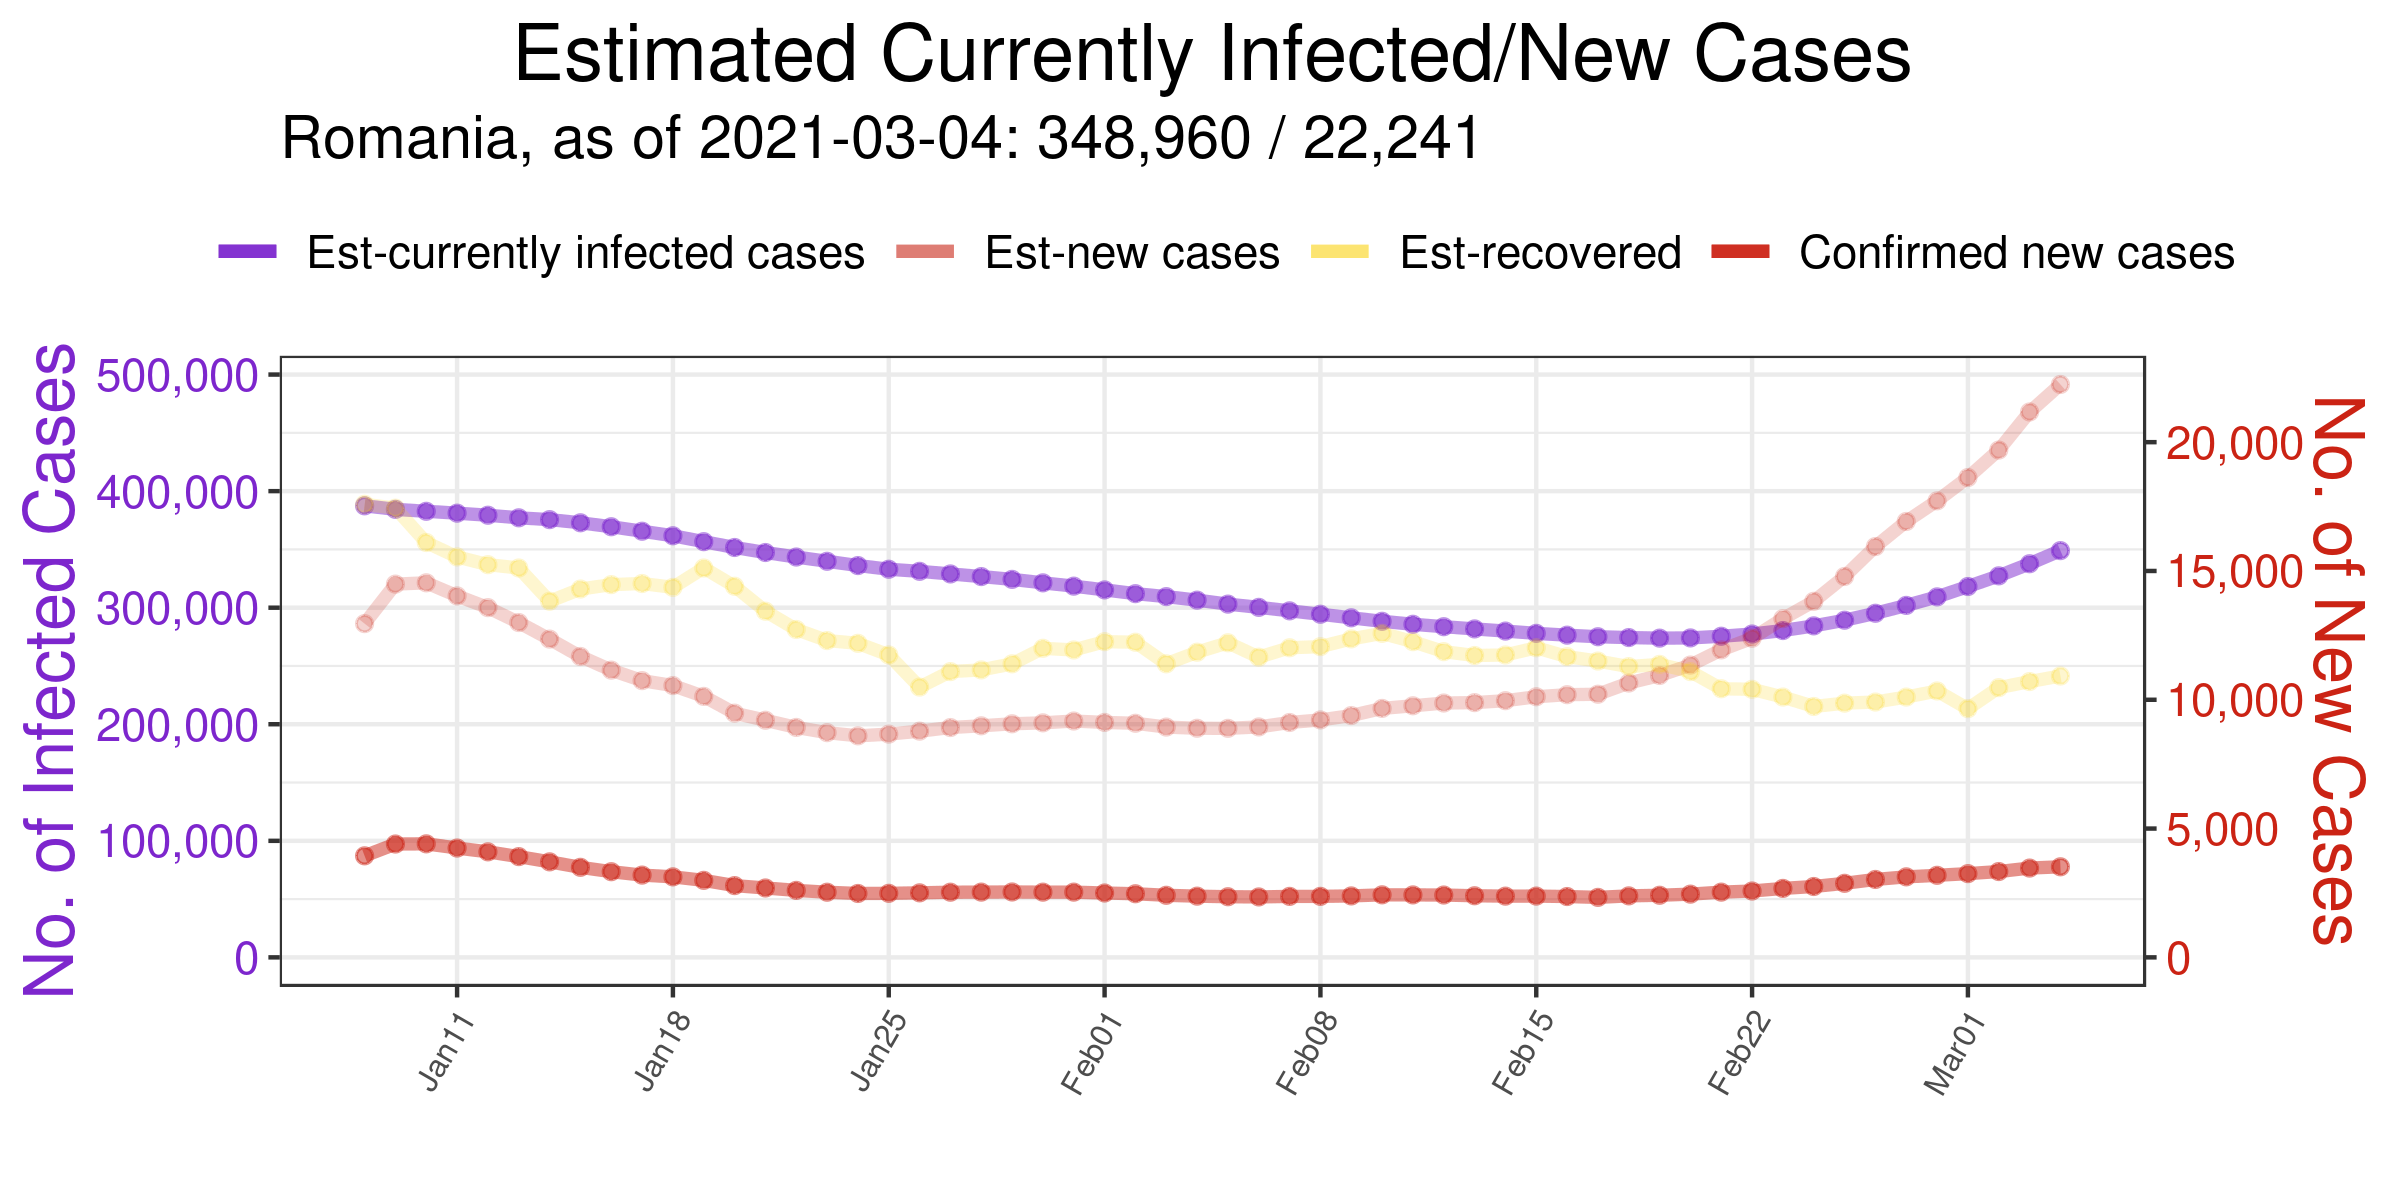 Estimated Currently Infected/New Cases
Romania, as of 2021-03-04: 348,960 / 22,241
Est-currently infected cases Est-new cases Est-recovered Confirmed new cases
No. of Infected Cases
500,000
400,000
300,000
200,000
100,000
0
20,000
15,000
10,000
5,000
0
No. of New Cases
Jan11 Jan18 Jan25 Feb01 Feb08 Feb15 Feb22 Mar01